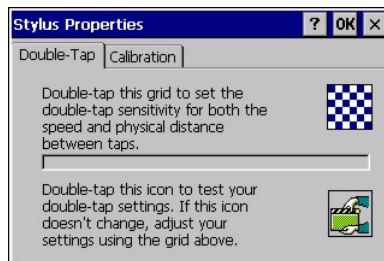 Stylus Properties ? OK ×
Double-Tap Calibration
Double-tap this grid to set the
double-tap sensitivity for both the
speed and physical distance
between taps.
Double-tap this icon to test your
double-tap settings. If this icon
doesn't change, adjust your
settings using the grid above.